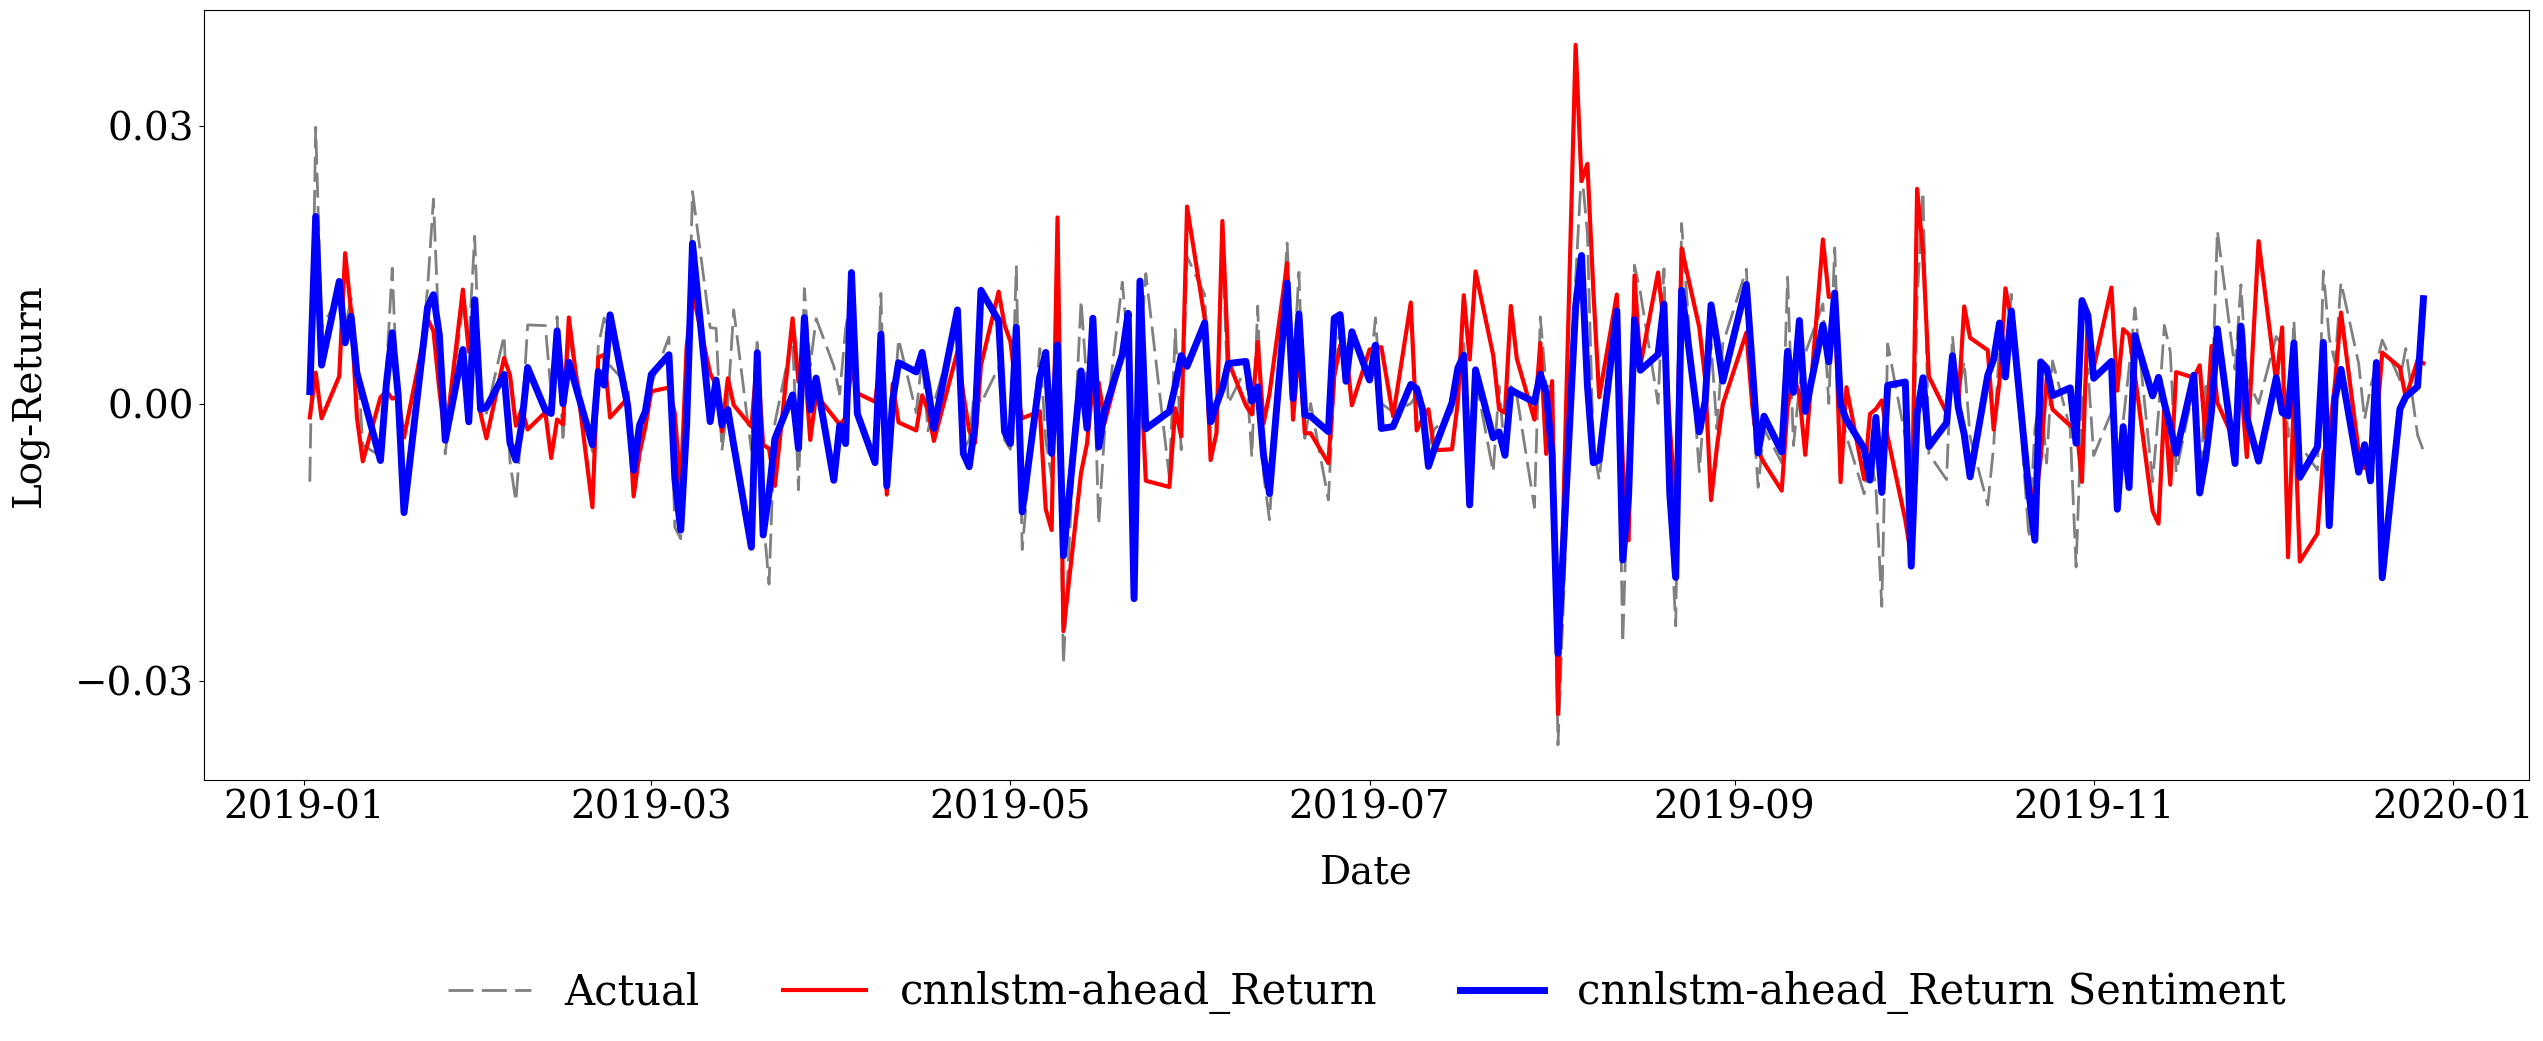 0.03
0.00
−0.03
Log-Return
2019-01 2019-03 2019-05 2019-07 2019-09 2019-11 2020-01
Date
Actual cnnlstm-ahead_Return cnnlstm-ahead_Return Sentiment